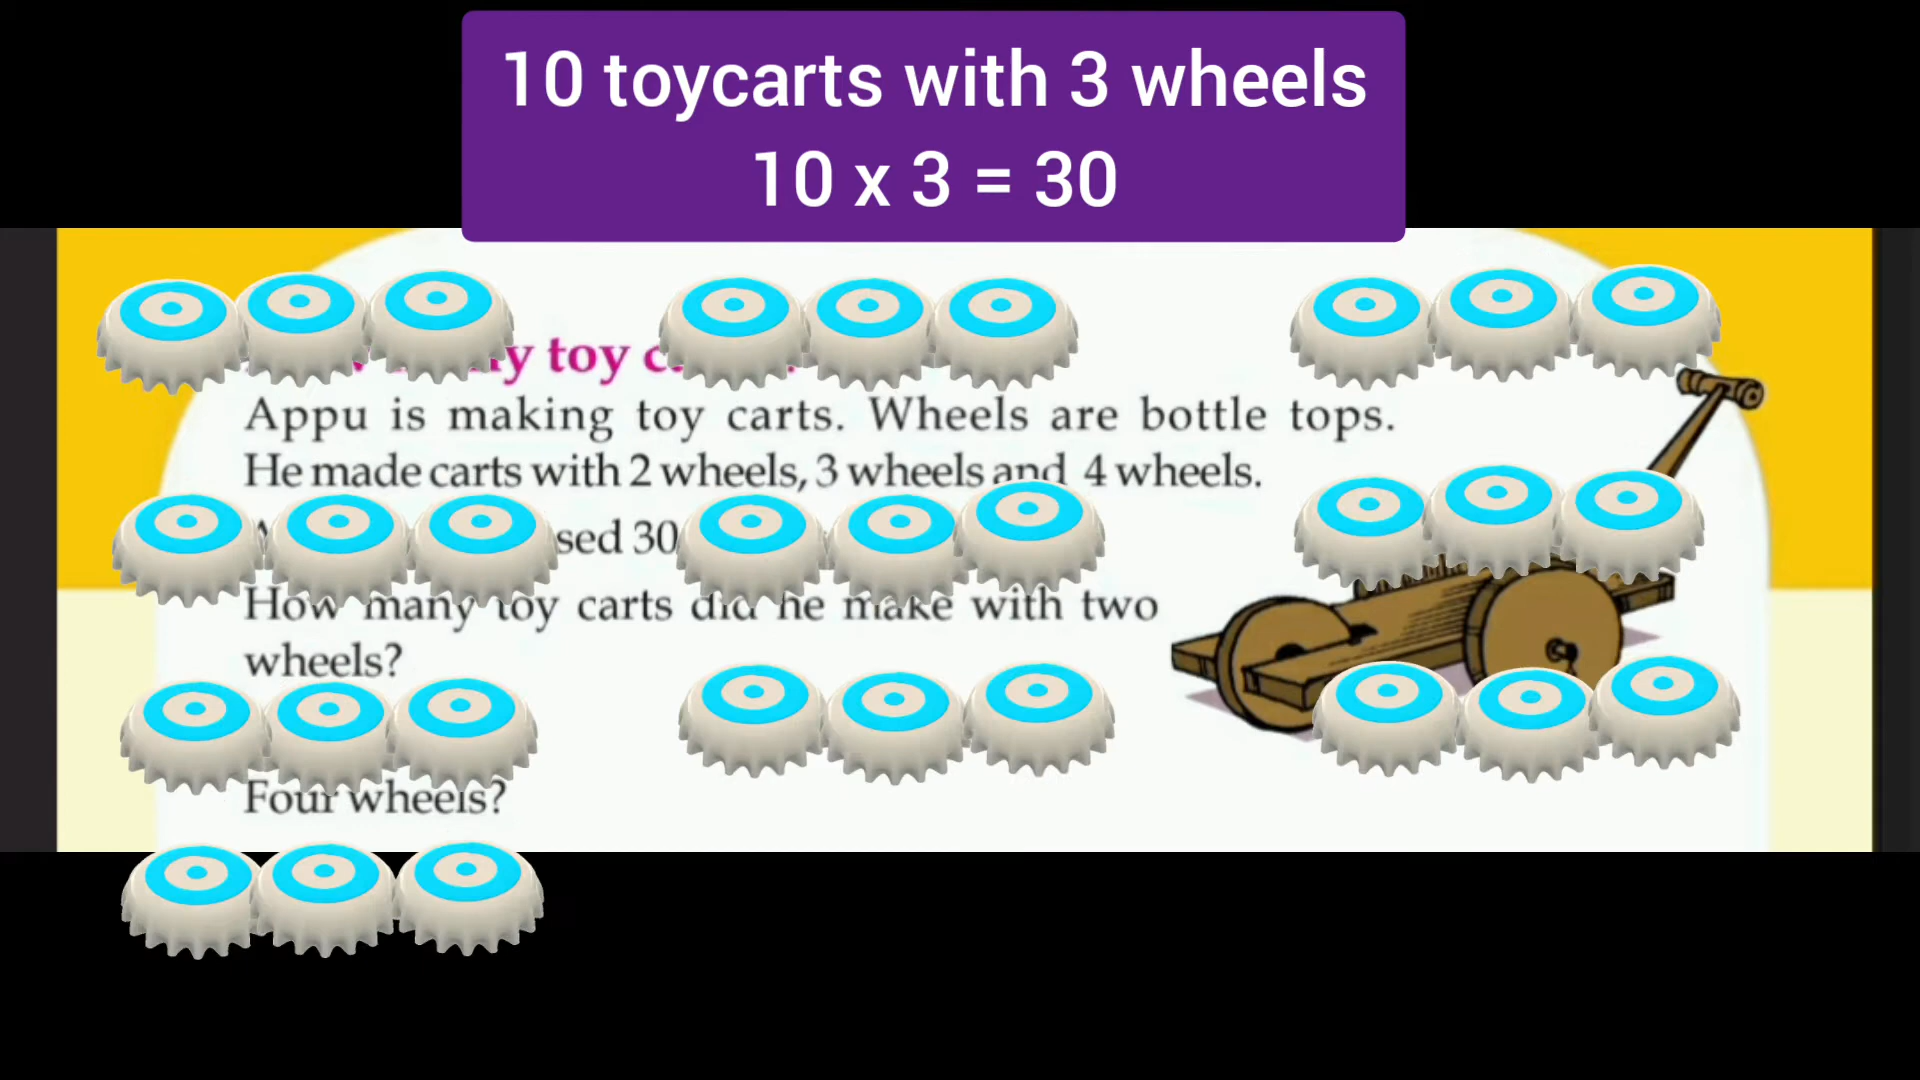 10 toycarts with 3 wheels
10 x 3 = 30
toy
Appu is making toy carts. Wheels are bottle tops.
He made carts with 2 wheels, 3 wheels and 4 wheels.
sed 30
How many toy carts did he make with two
wheels?
Four wheels?